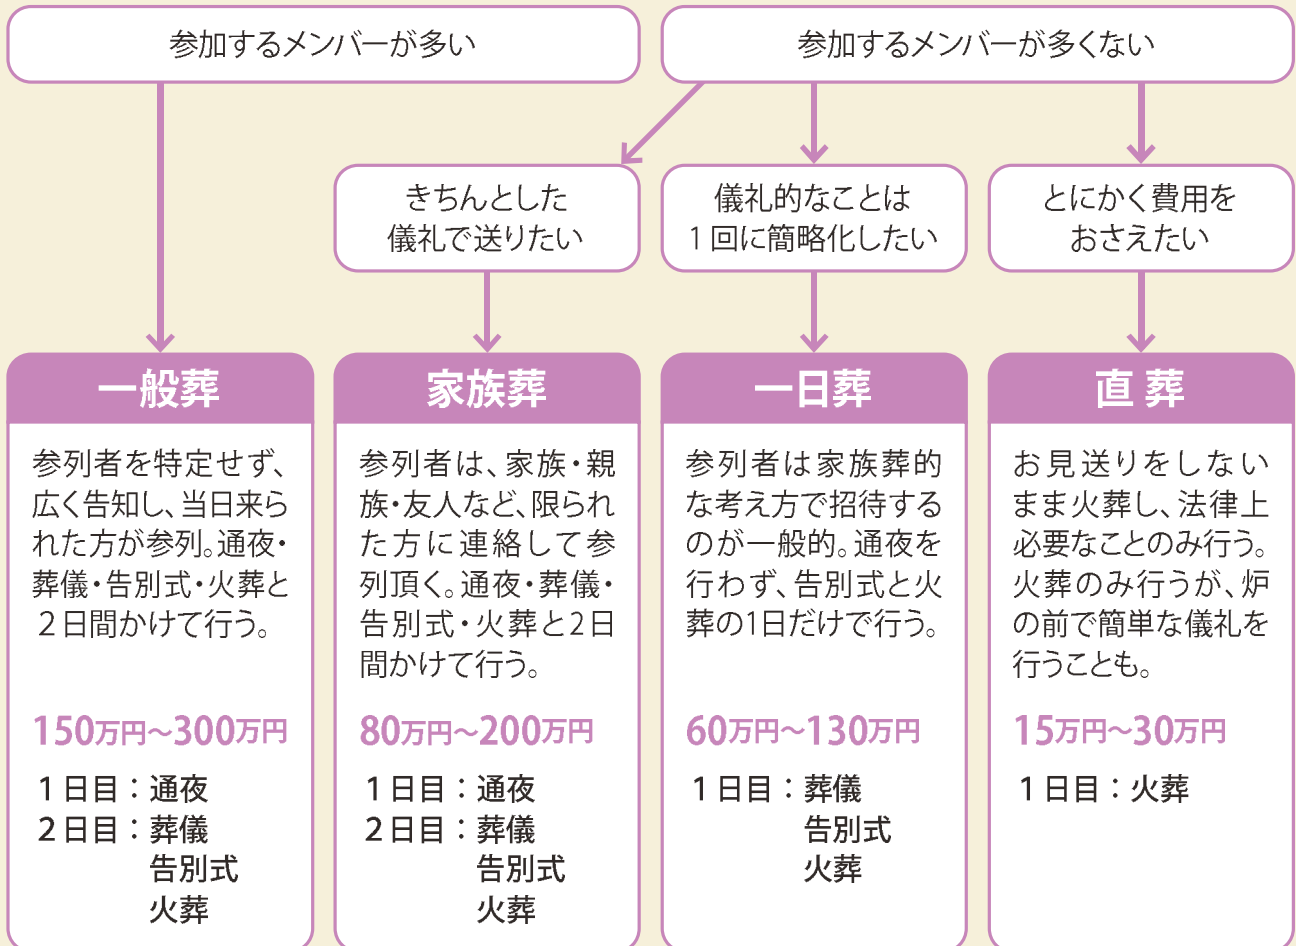 参加するメンバーが多い
参加するメンバーが多くない
きちんとした
儀礼で送りたい
儀礼的なことは
1回に簡略化したい
とにかく費用を
おさえたい
一般葬
参列者を特定せず、
広く告知し、当日来ら
れた方が参列。通夜・
葬儀・告別式・火葬と
2日間かけて行う。
150万円～300万円
1日目：通夜
2日目：葬儀
告別式
火葬
家族葬
参列者は、家族・親
族・友人など、限られ
た方に連絡して参
列頂く。通夜・葬儀・
告別式・火葬と2日
間かけて行う。
80万円～200万円
1日目：通夜
2日目：葬儀
告別式
火葬
一日葬
参列者は家族葬的
な考え方で招待する
のが一般的。通夜を
行わず、告別式と火
葬の1日だけで行う。
60万円～130万円
1日目：葬儀
告別式
火葬
直葬
お見送りをしない
まま火葬し、法律上
必要なことのみ行う。
火葬のみ行うが、炉
の前で簡単な儀礼を
行うことも。
15万円～30万円
1日目：火葬